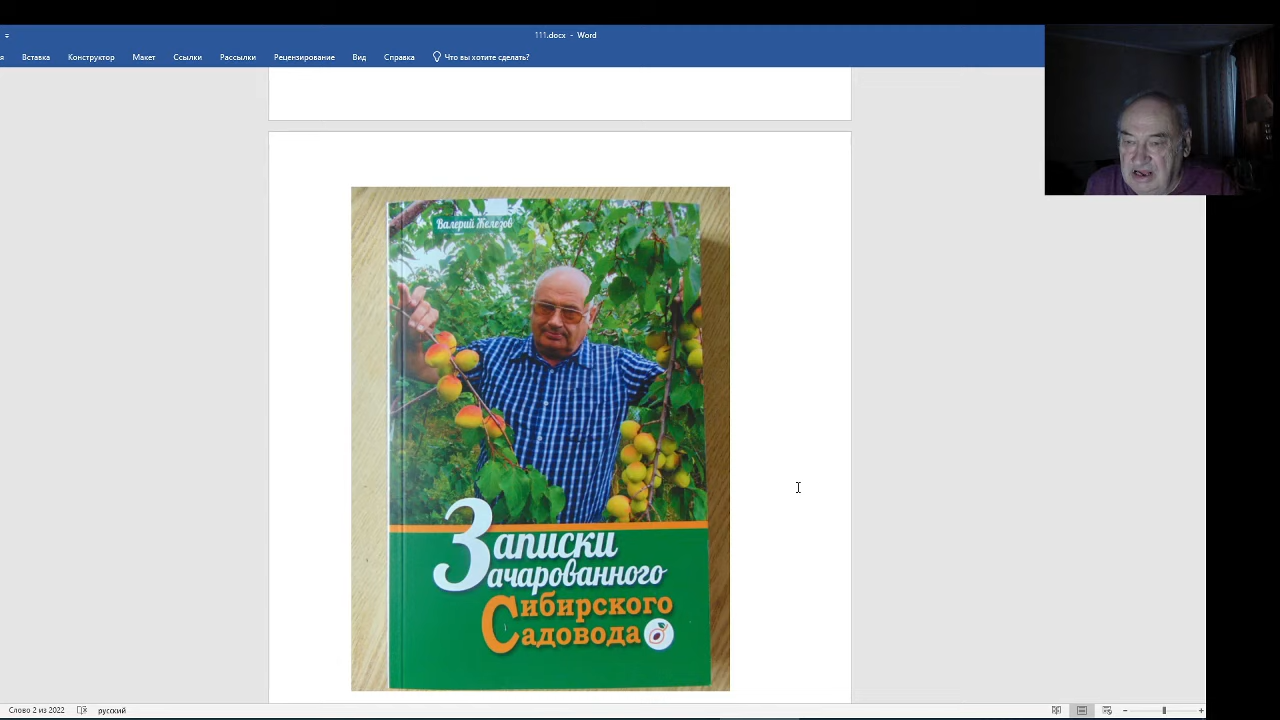 111.docx - Word
я Вставка Конструктор Макет Ссылки Рассылки Рецензирование Вид Справка Что вы хотите сделать?
Валерий Железов
Записки
Зачарованного
Сибирского
Садовода
Слово 2 из 2022 русский